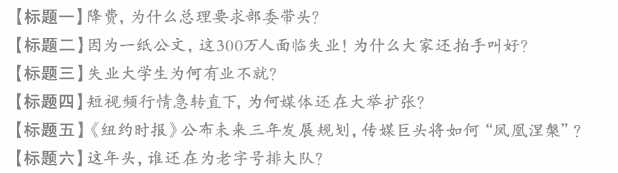 【标题一】降费，为什么总理要求部委带头？
【标题二】因为一纸公文，这300万人面临失业！为什么大家还拍手叫好？
【标题三】失业大学生为何有业不就？
【标题四】短视频行情急转直下，为何媒体还在大举扩张？
【标题五】《纽约时报》公布未来三年发展规划，传媒巨头将如何“凤凰涅槃”？
【标题六】这年头，谁还在为老字号排大队？